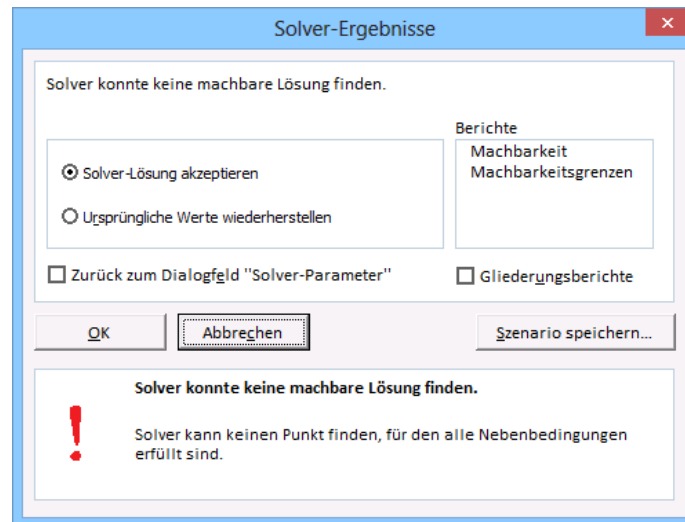 Solver-Ergebnisse
Solver konnte keine machbare Lösung finden.
Berichte
Machbarkeit
Machbarkeitsgrenzen
Solver-Lösung akzeptieren
Ursprüngliche Werte wiederherstellen
Zurück zum Dialogfeld "Solver-Parameter"
Gliederungsberichte
OK
Abbrechen
Szenario speichern...
Solver konnte keine machbare Lösung finden.
Solver kann keinen Punkt finden, für den alle Nebenbedingungen
erfüllt sind.